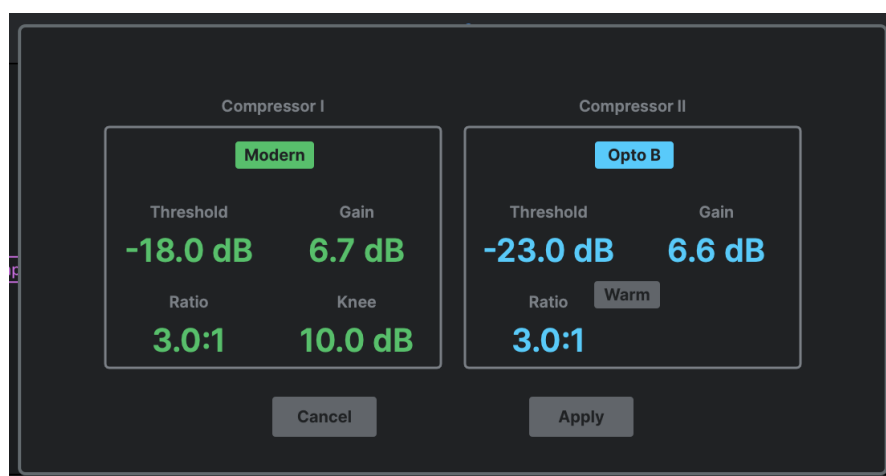 Compressor I
Modern
Threshold Gain
-18.0 dB 6.7 dB
Ratio Knee
3.0:1 10.0 dB
Compressor II
Opto B
Threshold Gain
-23.0 dB 6.6 dB
Ratio Warm
3.0:1
Cancel Apply